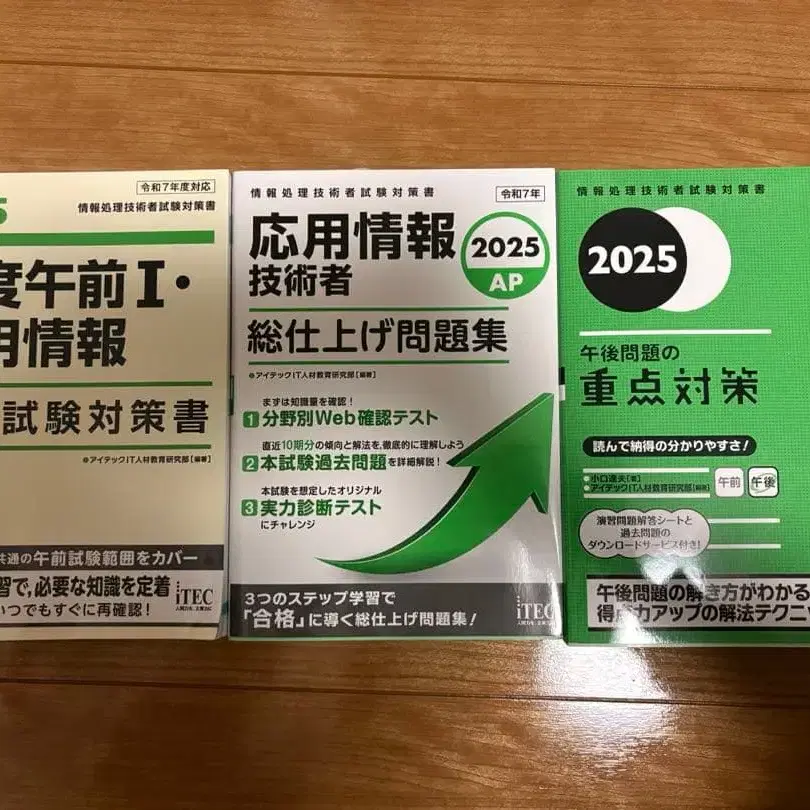 令和7年度対応
5
情報処理技術者試験対策書
度午前I・
用情報
試験対策書
●アイテックIT人材教育研究部[編著]
共通の午前試験範囲をカバー
習で、必要な知識を定着
いつでもすぐに再確認!
iTEC
情報処理技術者試験対策書
令和7年
応用情報
技術者
2025
AP
総仕上げ問題集
●アイテックIT人材教育研究部[編著]
まずは知識量を確認!
1 分野別Web確認テスト
直近10期分の傾向と解法を、徹底的に理解しよう
2 本試験過去問題を詳細解説!
本試験を想定したオリジナル
3 実力診断テスト
にチャレンジ
3つのステップ学習で
「合格」に導く総仕上げ問題集!
iTEC
人間力を、企業力に
情報処理技術者試験対策書
2025
午後問題の
重点対策
読んで納得の分かりやすさ!
●小口達夫[著]
●アイテックIT人材教育研究部[編著]
午前
午後
演習問題解答シートと
過去問題の
ダウンロードサービス付き!
午後問題の解き方がわかる
得点力アップの解法テクニ